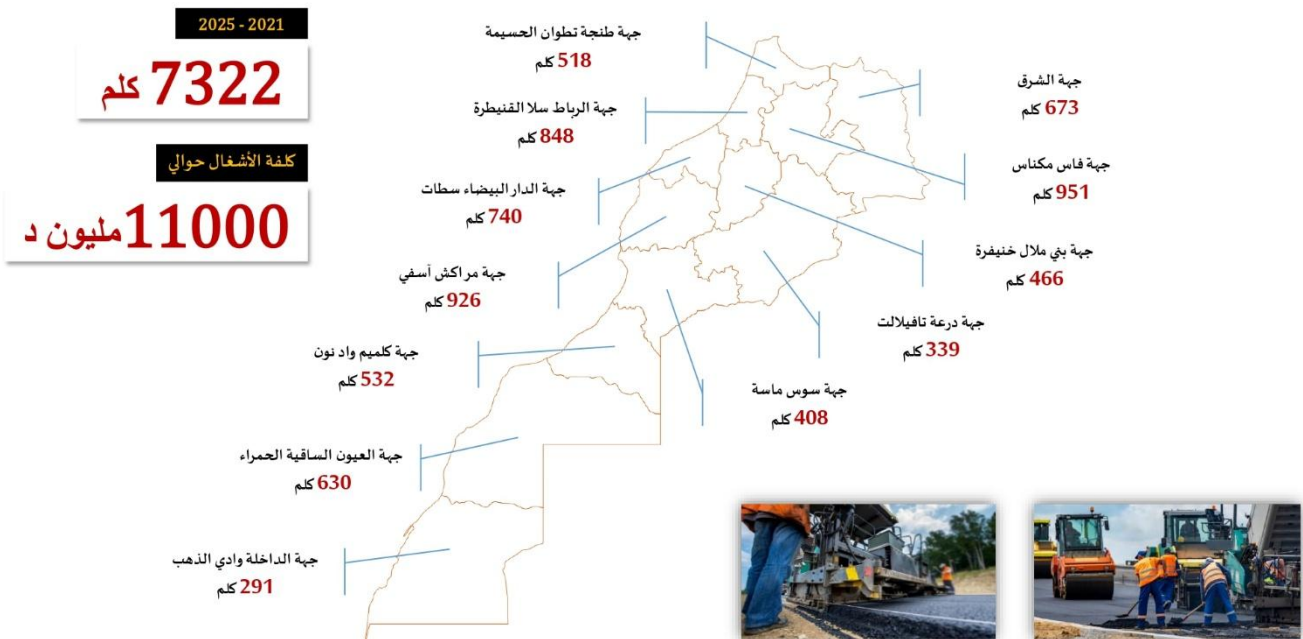 2021 - 2025
7322 كلم
كلفة الأشغال حوالي
11000 مليون د
جهة طنجة تطوان الحسيمة
518 كلم
جهة الشرق
673 كلم
جهة الرباط سلا القنيطرة
848 كلم
جهة فاس مكناس
951 كلم
جهة الدار البيضاء سطات
740 كلم
جهة بني ملال خنيفرة
466 كلم
جهة مراكش آسفي
926 كلم
جهة درعة تافيلالت
339 كلم
جهة كلميم واد نون
532 كلم
جهة سوس ماسة
408 كلم
جهة العيون الساقية الحمراء
630 كلم
جهة الداخلة وادي الذهب
291 كلم